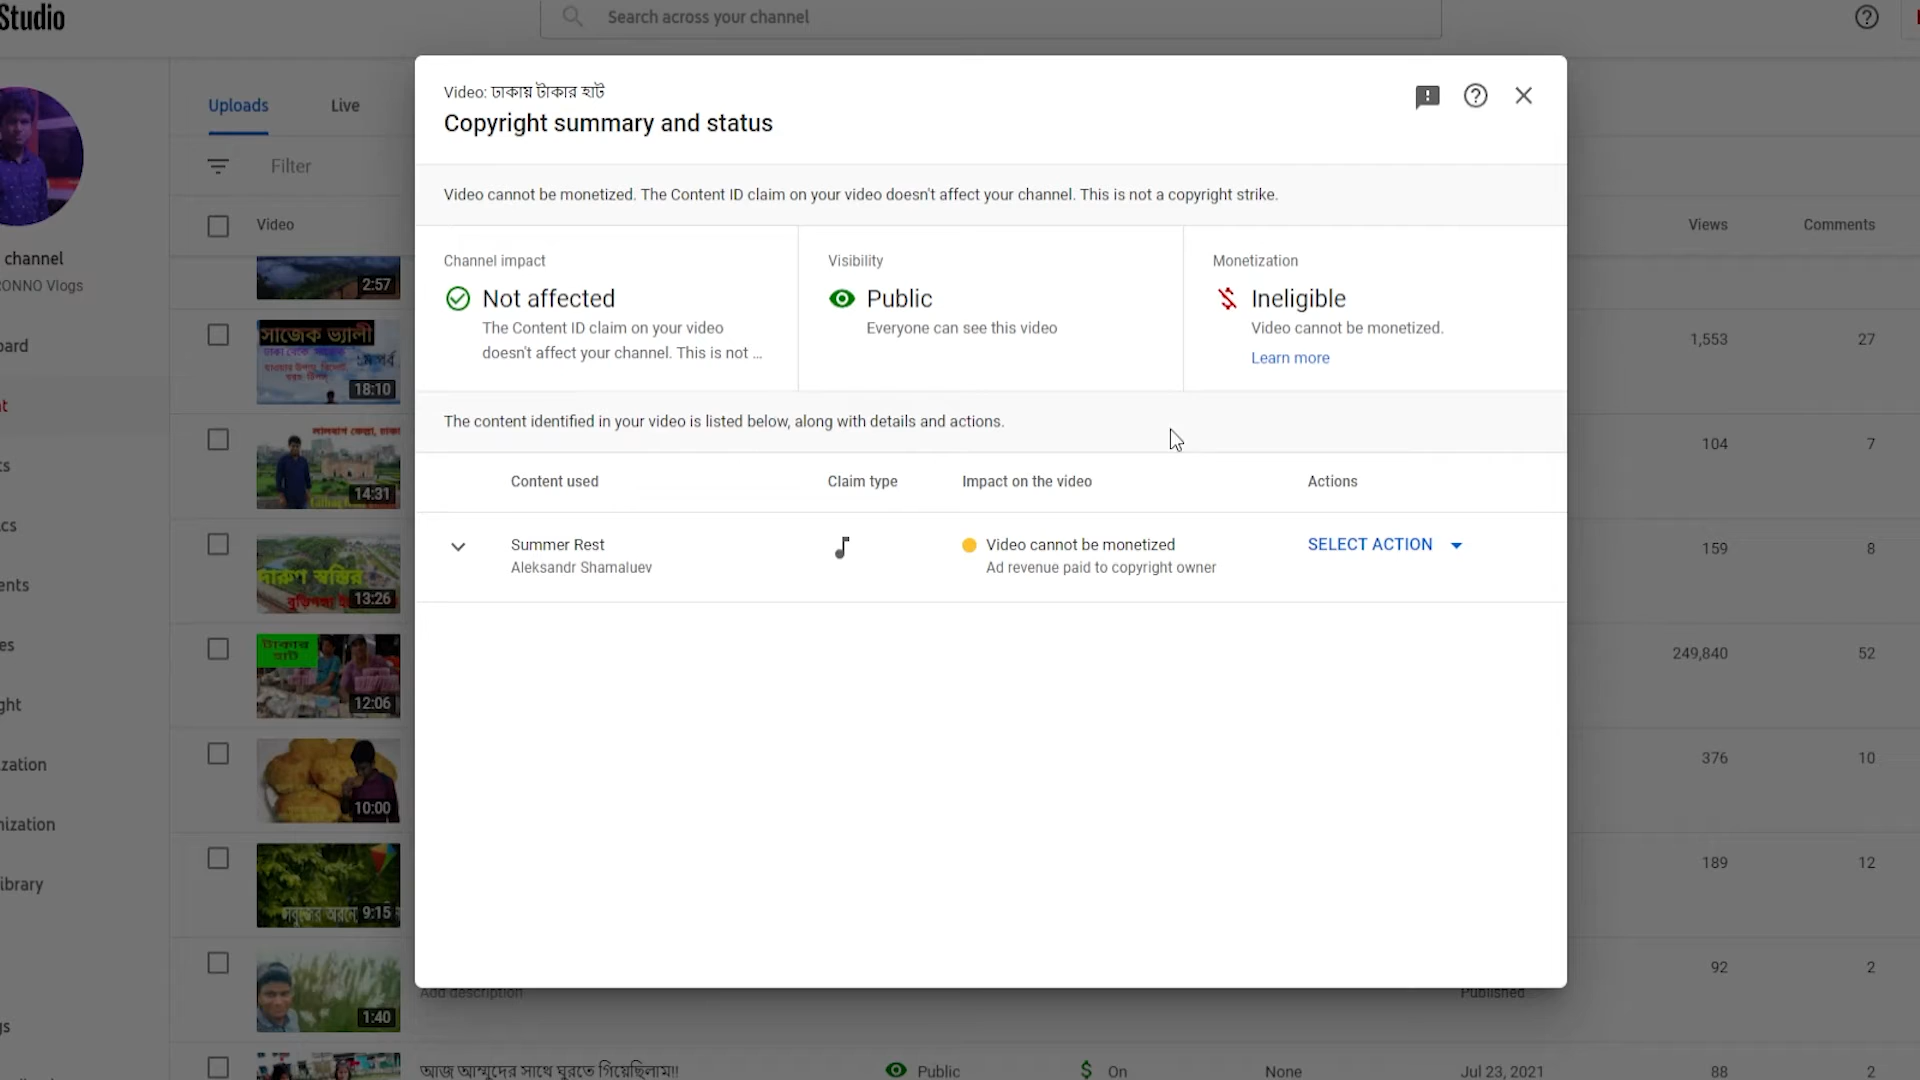 Studio
Search across your channel
channel
ONNO Vlogs
Uploads
Live
Filter
Video
Views
Comments
Video: ঢাকায় টাকার হাট
Copyright summary and status
Video cannot be monetized. The Content ID claim on your video doesn't affect your channel. This is not a copyright strike.
Channel impact
Not affected
The Content ID claim on your video
doesn't affect your channel. This is not ...
Visibility
Public
Everyone can see this video
Monetization
Ineligible
Video cannot be monetized.
Learn more
The content identified in your video is listed below, along with details and actions.
Content used
Claim type
Impact on the video
Actions
Summer Rest
Aleksandr Shamaluev
Video cannot be monetized
Ad revenue paid to copyright owner
SELECT ACTION
2:57
সাজেক ভ্যালী
18:10
1,553
27
লালবাগ কেল্লা, ঢাকা
14:31
104
7
দারুণ স্বস্তির
13:26
159
8
টাকার
হাট
12:06
249,840
52
10:00
376
10
9:15
189
12
1:40
Add description
Published
92
2
আজ আম্মুদের সাথে ঘুরতে গিয়েছিলাম!!
Public
On
None
Jul 23, 2021
88
2
oard
t
ts
cs
ents
es
ght
zation
nization
ibrary
gs